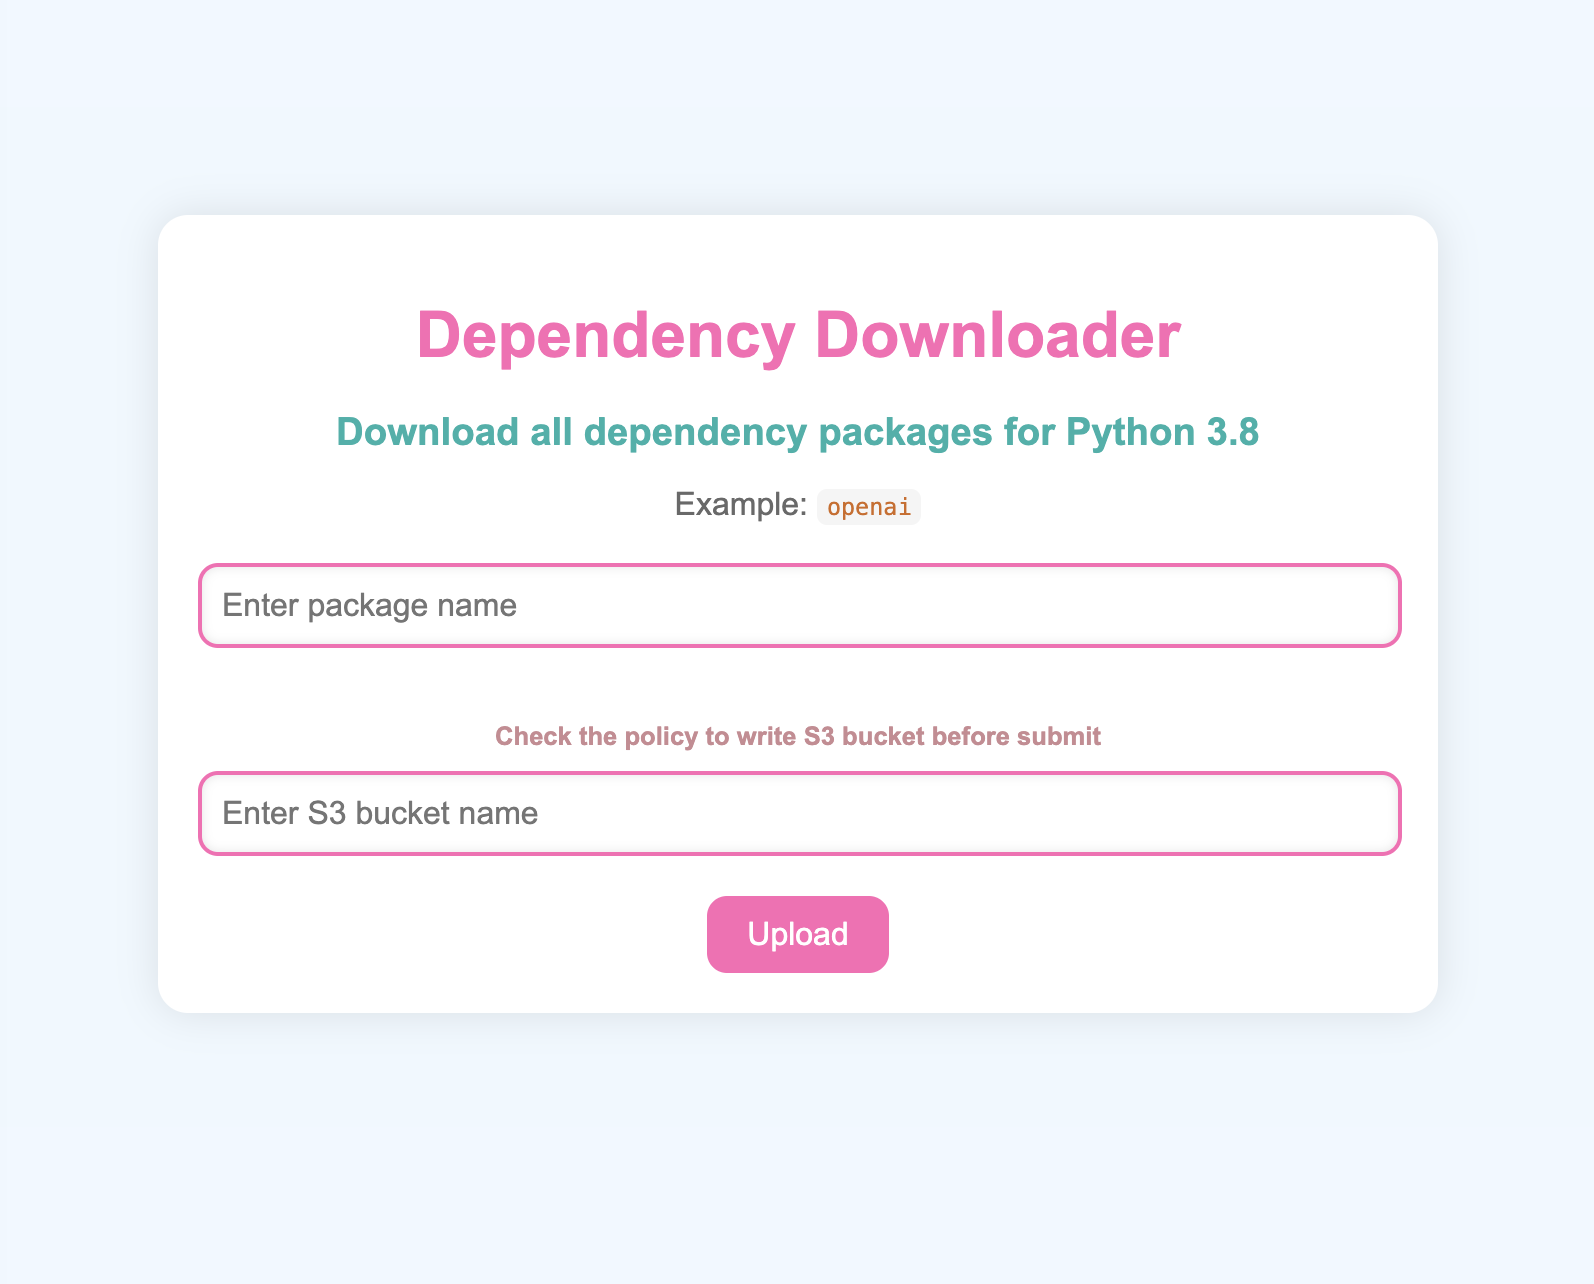 Dependency Downloader
Download all dependency packages for Python 3.8
Example: openai
Enter package name
Check the policy to write S3 bucket before submit
Enter S3 bucket name
Upload